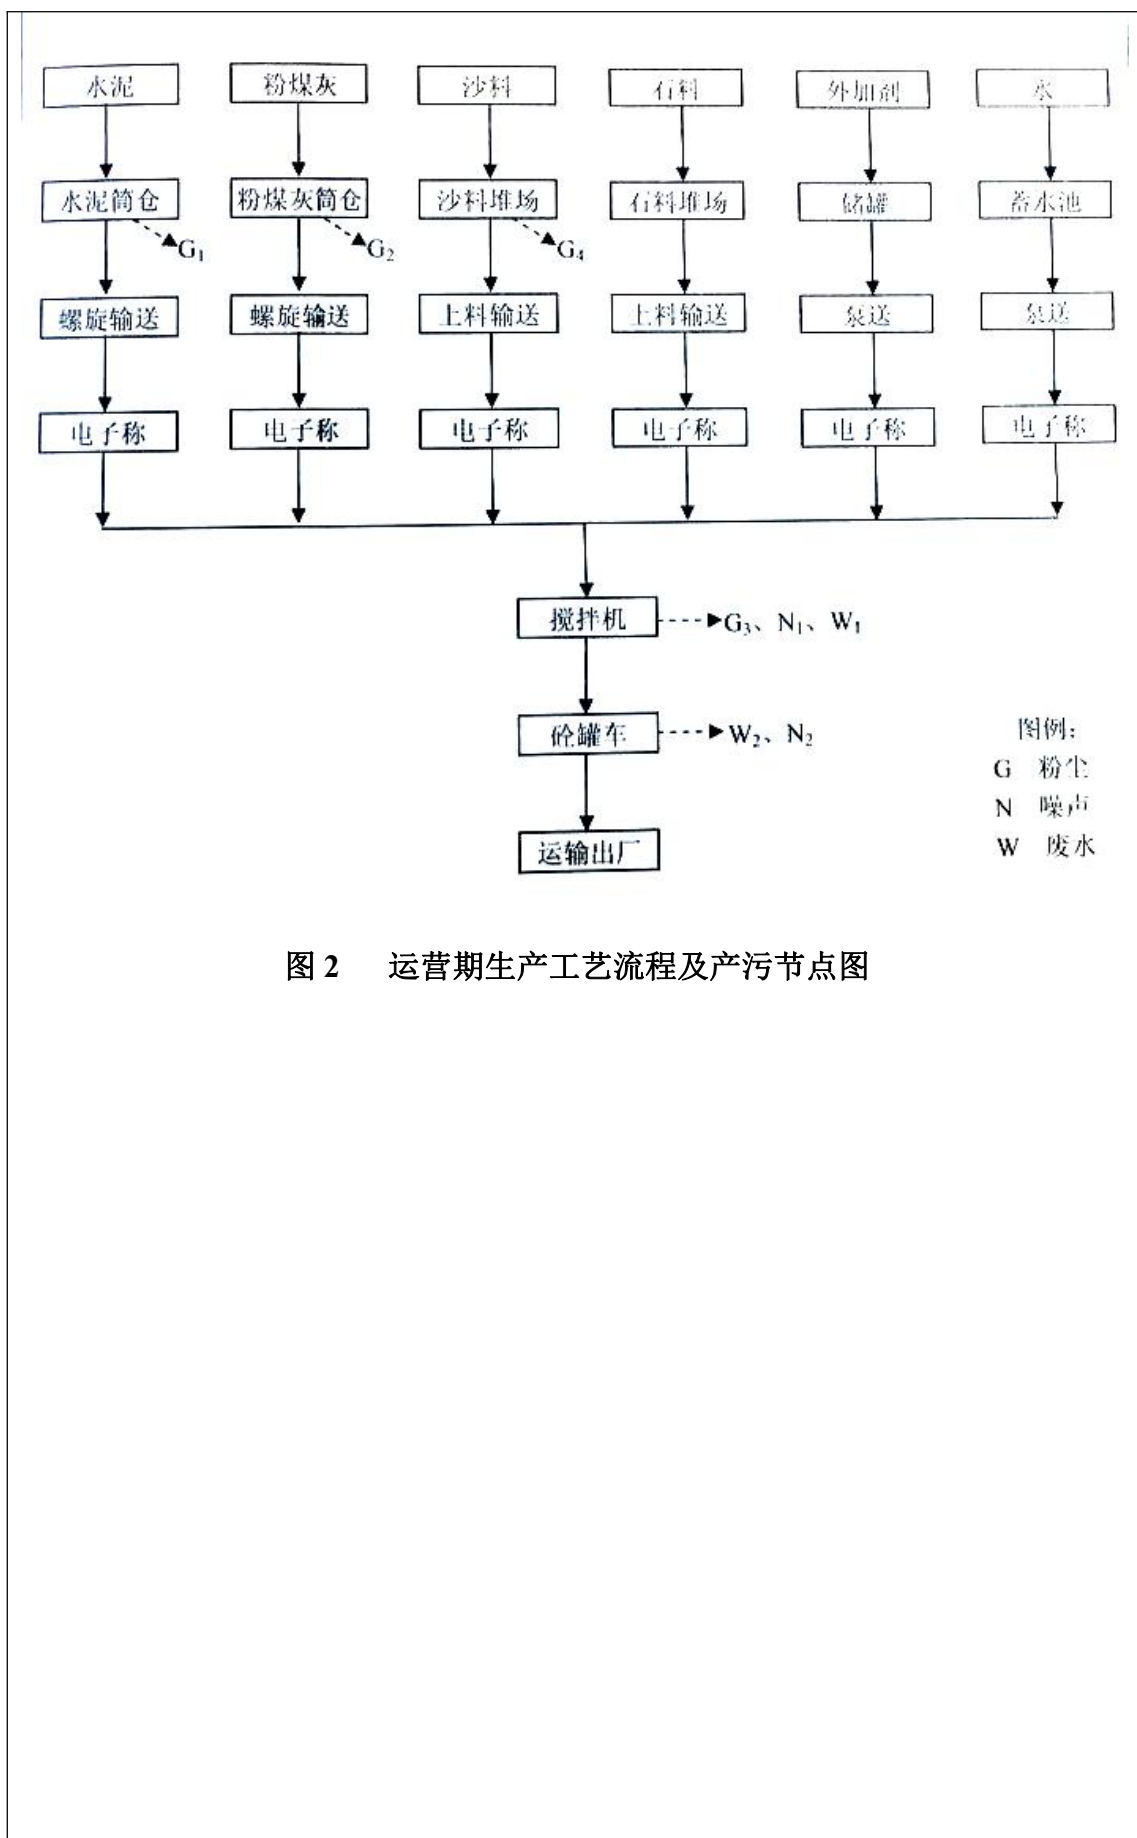 水泥 粉煤灰 沙料 石料 外加剂 水
水泥筒仓 粉煤灰筒仓 沙料堆场 石料堆场 储罐 蓄水池
G₁ G₂ G₄
螺旋输送 螺旋输送 上料输送 上料输送 泵送 泵送
电子称 电子称 电子称 电子称 电子称 电子称
搅拌机 G₃、N₁、W₁
砼罐车 W₂、N₂
图例：
G 粉尘
N 噪声
运输出厂 W 废水
图 2 运营期生产工艺流程及产污节点图